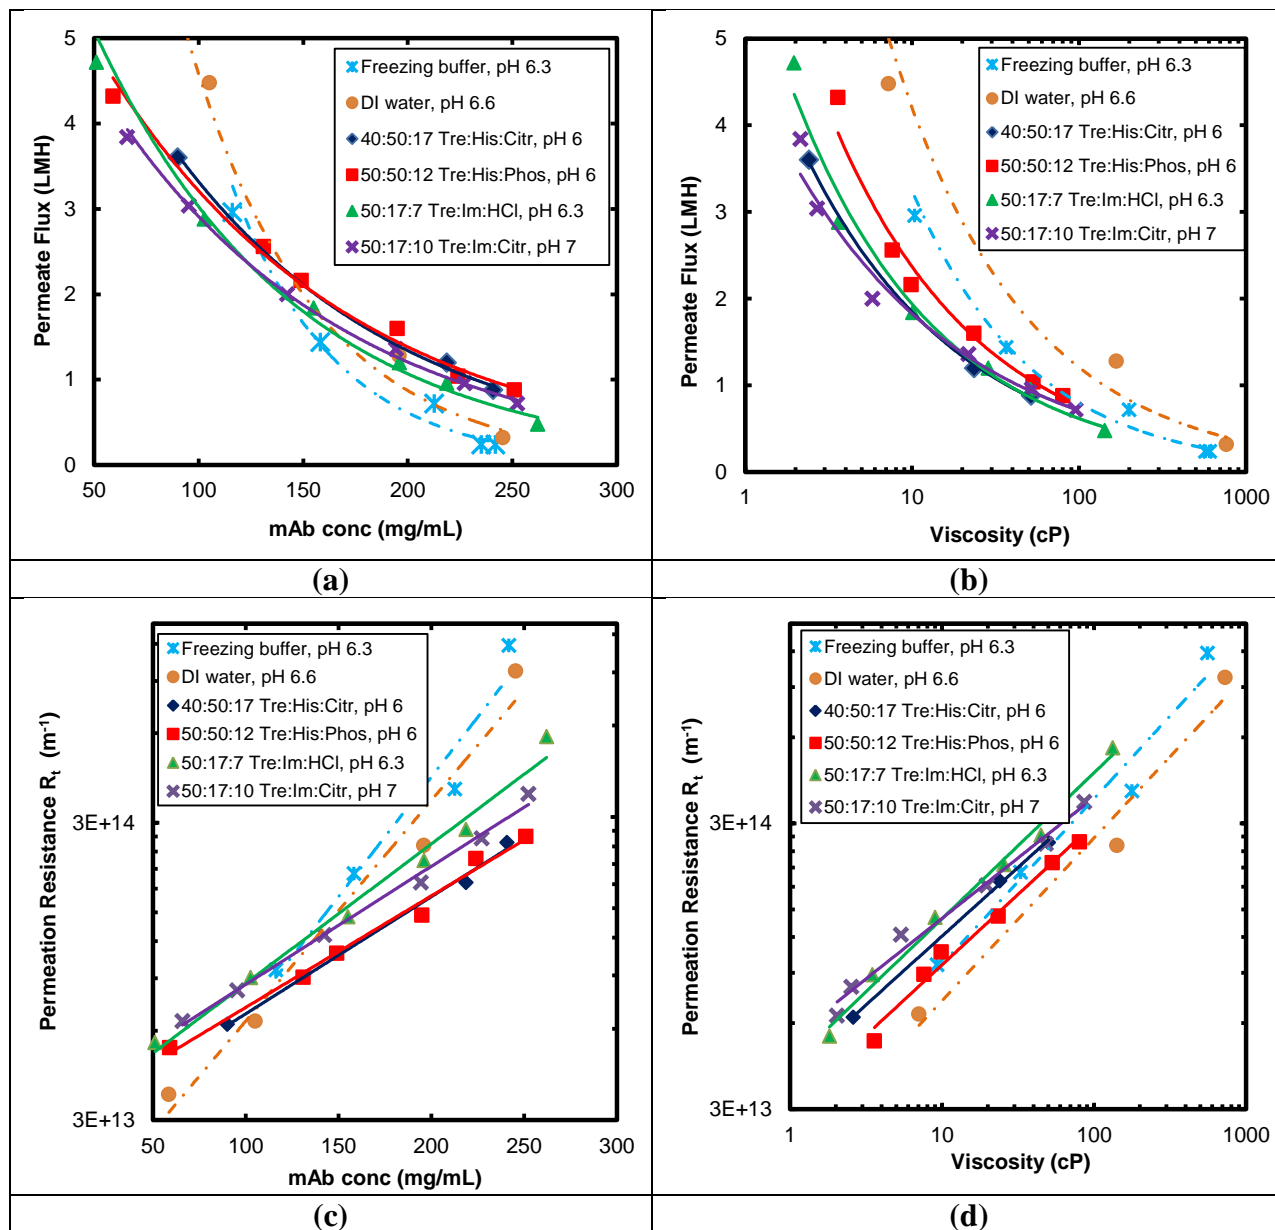 5
4
3
2
1
0
50
100
150
200
250
300
Permeate Flux (LMH)
mAb conc (mg/mL)
Freezing buffer, pH 6.3
DI water, pH 6.6
40:50:17 Tre:His:Citr, pH 6
50:50:12 Tre:His:Phos, pH 6
50:17:7 Tre:Im:HCl, pH 6.3
50:17:10 Tre:Im:Citr, pH 7
(a)
5
4
3
2
1
0
1
10
100
1000
Permeate Flux (LMH)
Viscosity (cP)
Freezing buffer, pH 6.3
DI water, pH 6.6
40:50:17 Tre:His:Citr, pH 6
50:50:12 Tre:His:Phos, pH 6
50:17:7 Tre:Im:HCl, pH 6.3
50:17:10 Tre:Im:Citr, pH 7
(b)
3E+14
3E+13
50
100
150
200
250
300
Permeation Resistance Rt (m-1)
mAb conc (mg/mL)
Freezing buffer, pH 6.3
DI water, pH 6.6
40:50:17 Tre:His:Citr, pH 6
50:50:12 Tre:His:Phos, pH 6
50:17:7 Tre:Im:HCl, pH 6.3
50:17:10 Tre:Im:Citr, pH 7
(c)
3E+14
3E+13
1
10
100
1000
Permeation Resistance Rt (m-1)
Viscosity (cP)
Freezing buffer, pH 6.3
DI water, pH 6.6
40:50:17 Tre:His:Citr, pH 6
50:50:12 Tre:His:Phos, pH 6
50:17:7 Tre:Im:HCl, pH 6.3
50:17:10 Tre:Im:Citr, pH 7
(d)